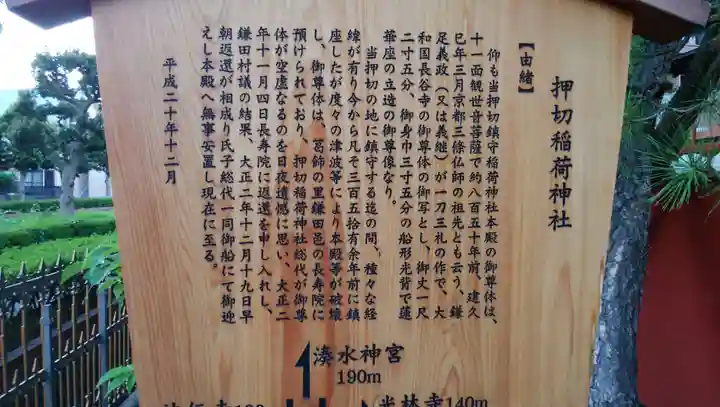 押切稲荷神社
【由緒】
仰も当押切鎮守稲荷神社本殿の御尊体は、
十一面観世音菩薩で約八百五十年前、建久
巳年三月京都三條仏師の祖先とも云う、鎌
足義政(又は義継)が一刀三礼の作で、大
和国長谷寺の御尊体の御写とし、御丈一尺
二寸五分、御身巾三寸五分の船形光背で蓮
華座の立造の御尊像なり。
当押切の地に鎮守する迄の間、種々な経
緯が有り今から凡そ三百五拾有余年前に鎮
座したが度々の津波等により本殿等が破壊
し、御尊体は、葛飾の里鎌田邑の長寿院に
預けられており、押切稲荷神社総代が御尊
体が空虚なるのを日夜遺憾に思い、大正二
年十一月四日長寿院に返還を申し入れし、
鎌田村議の結果、大正二年十二月十九日早
朝返還が相成り氏子総代一同御船にて御迎
えし本殿へ無事安置し現在に至る。
平成二十年十二月
湊水神宮
190m
光林寺140m